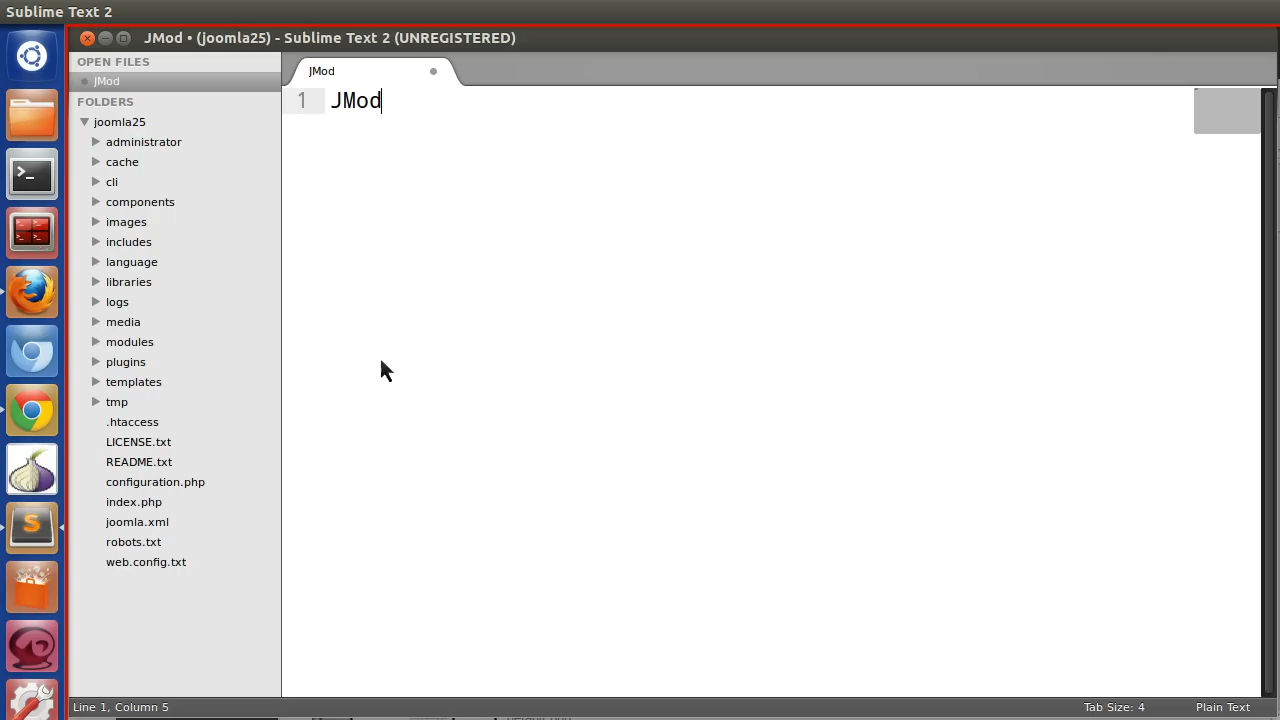 Sublime Text 2
JMod • (joomla25) - Sublime Text 2 (UNREGISTERED)
OPEN FILES
JMod
FOLDERS
joomla25
administrator
cache
cli
components
images
includes
language
libraries
logs
media
modules
plugins
templates
tmp
.htaccess
LICENSE.txt
README.txt
configuration.php
index.php
joomla.xml
robots.txt
web.config.txt
JMod
1 JMod
Line 1, Column 5
Tab Size: 4
Plain Text